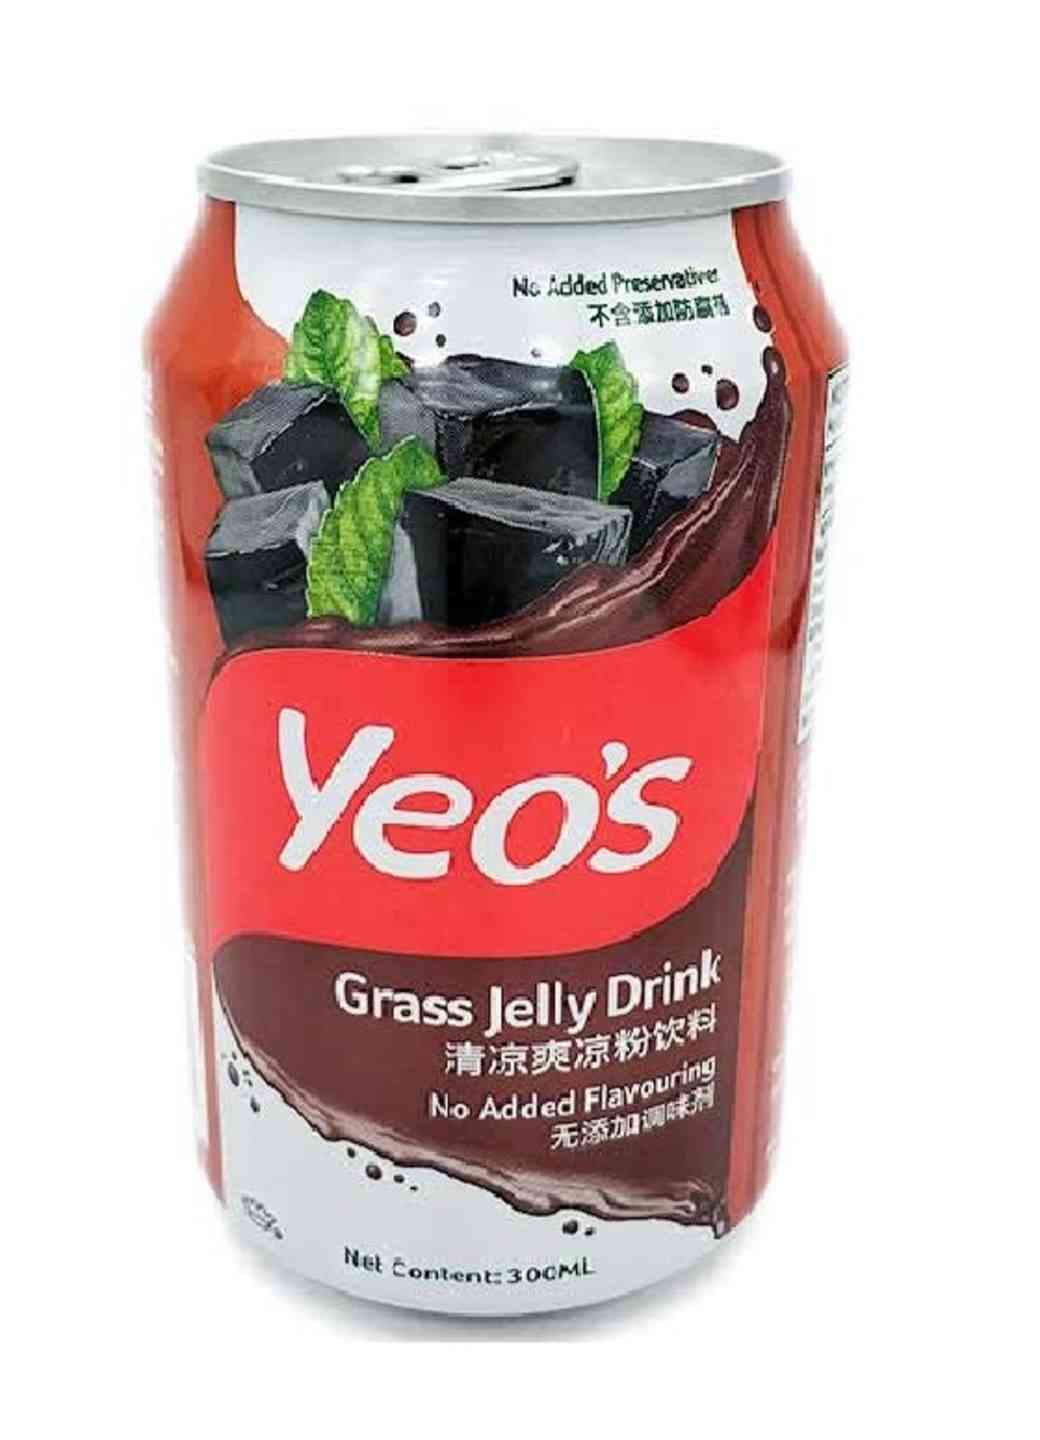 No Added Preservatives
不含添加防腐剂
Yeo's
Grass Jelly Drink
清凉爽凉粉饮料
No Added Flavouring
无添加调味剂
Net Content: 300ML